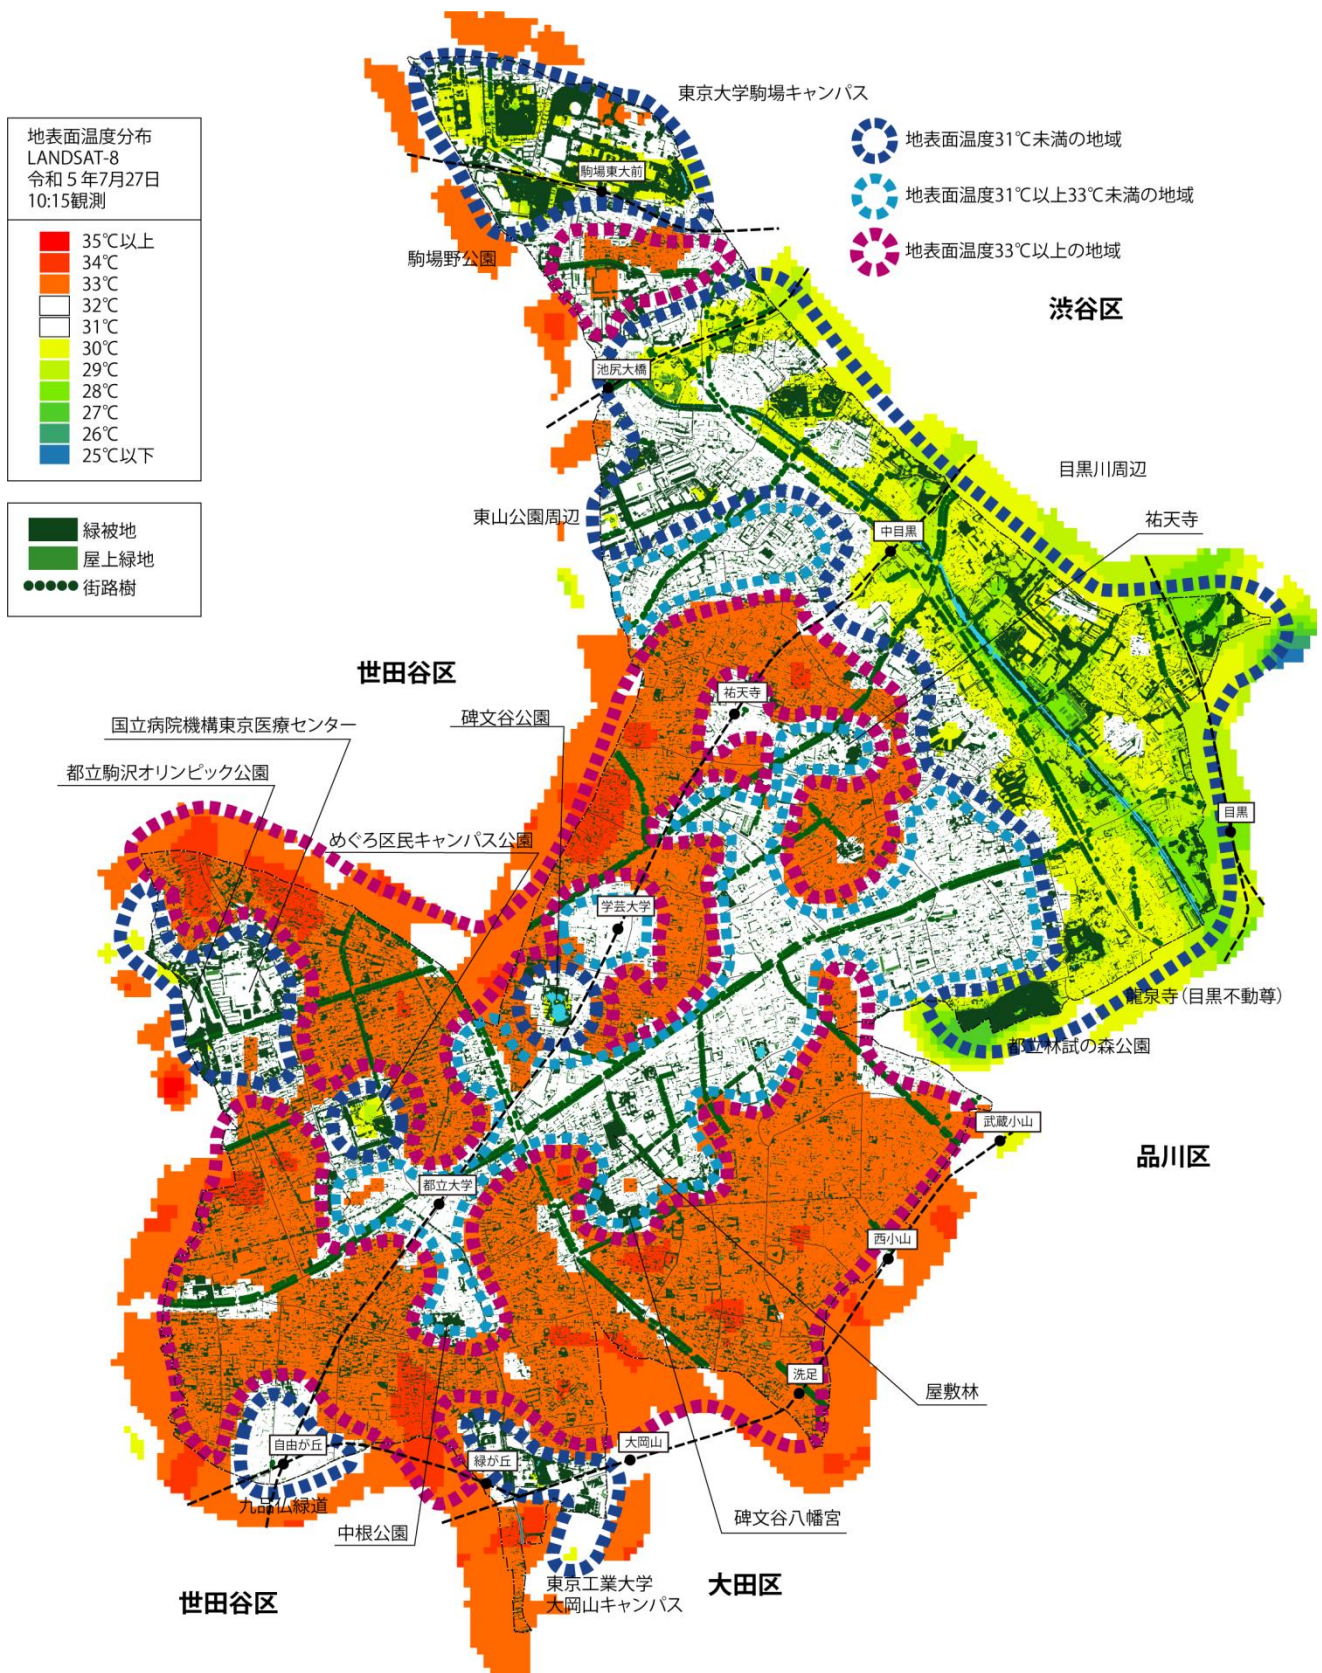 東京大学駒場キャンパス
地表面温度分布
LANDSAT-8
令和5年7月27日
10:15観測
35℃以上
34℃
33℃
32℃
31℃
30℃
29℃
28℃
27℃
26℃
25℃以下
緑被地
屋上緑地
街路樹
地表面温度31℃未満の地域
地表面温度31℃以上33℃未満の地域
地表面温度33℃以上の地域
駒場東大前
駒場野公園
渋谷区
池尻大橋
目黒川周辺
東山公園周辺
祐天寺
中目黒
世田谷区
祐天寺
碑文谷公園
国立病院機構東京医療センター
都立駒沢オリンピック公園
めぐろ区民キャンパス公園
目黒
学芸大学
龍泉寺(目黒不動尊)
都立林試の森公園
武蔵小山
品川区
都立大学
西小山
洗足
屋敷林
自由が丘
大岡山
緑が丘
九品仏緑道
中根公園
碑文谷八幡宮
東京工業大学
大岡山キャンパス
大田区
世田谷区